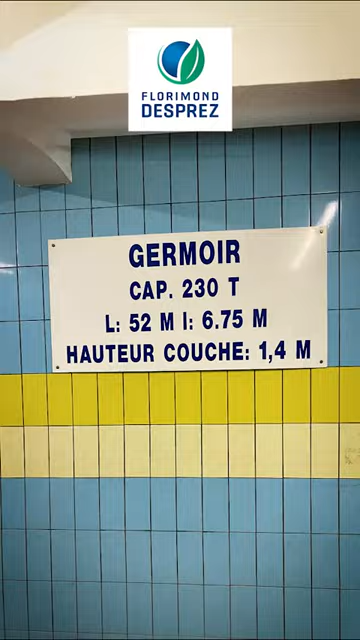 FLORIMOND
DESPREZ
GERMOIR
CAP. 230 T
L: 52 M l: 6.75 M
HAUTEUR COUCHE: 1,4 M